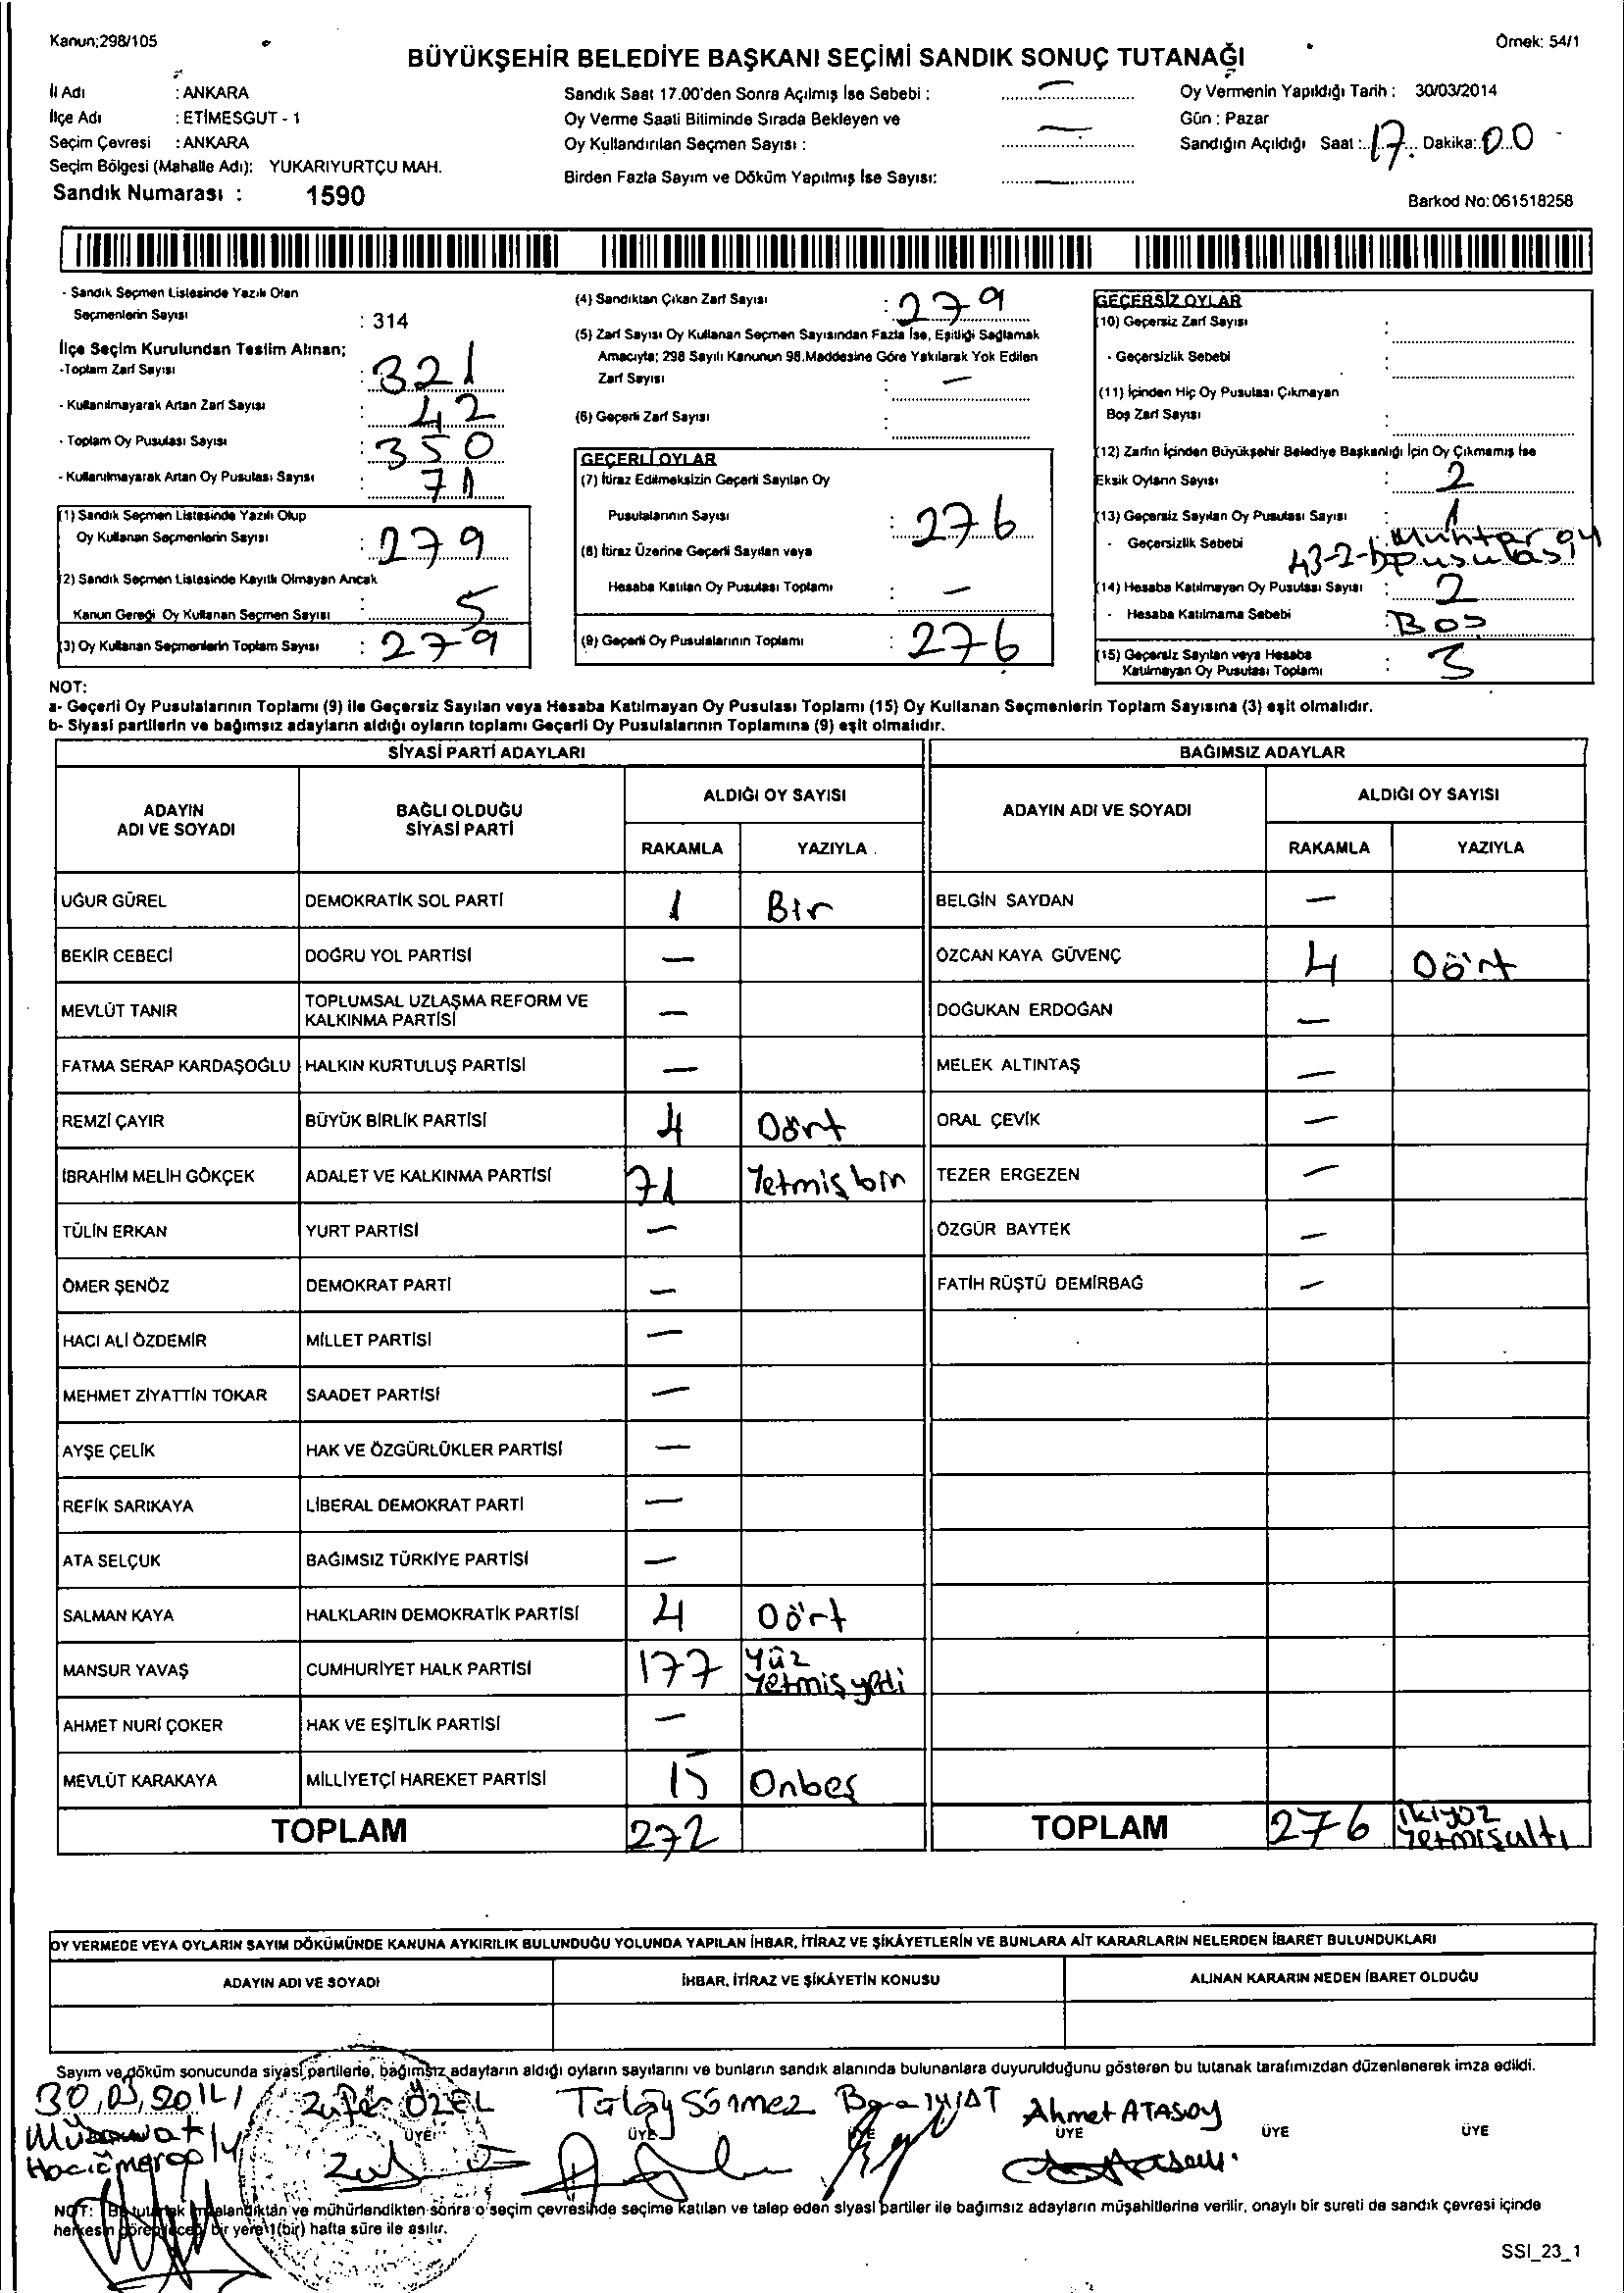 Kanun:298/105
Örnek: 54/1
BÜYÜKŞEHİR BELEDİYE BAŞKANI SEÇİMİ SANDIK SONUÇ TUTANAĞI
İl Adı : ANKARA
İlçe Adı : ETİMESGUT - 1
Seçim Çevresi : ANKARA
Seçim Bölgesi (Mahalle Adı): YUKARIYURTÇU MAH.
Sandık Numarası : 1590
Sandık Saat 17.00'den Sonra Açılmış İse Sebebi : —
Oy Verme Saati Bitiminde Sırada Bekleyen ve
Oy Kullandırılan Seçmen Sayısı : —
Birden Fazla Sayım ve Döküm Yapılmış İse Sayısı: —
Oy Vermenin Yapıldığı Tarih : 30/03/2014
Gün : Pazar
Sandığın Açıldığı Saat : 17 Dakika: 00
Barkod No: 061518258
- Sandık Seçmen Listesinde Yazılı Olan
Seçmenlerin Sayısı : 314
İlçe Seçim Kurulundan Teslim Alınan;
-Toplam Zarf Sayısı : 321
- Kullanılmayarak Artan Zarf Sayısı : 42
- Toplam Oy Pusulası Sayısı : 350
- Kullanılmayarak Artan Oy Pusulası Sayısı : 71
(1) Sandık Seçmen Listesinde Yazılı Olup
Oy Kullanan Seçmenlerin Sayısı : 279
(2) Sandık Seçmen Listesinde Kayıtlı Olmayan Ancak
Kanun Gereği Oy Kullanan Seçmen Sayısı : 5
(3) Oy Kullanan Seçmenlerin Toplam Sayısı : 279
(4) Sandıktan Çıkan Zarf Sayısı : 279
(5) Zarf Sayısı Oy Kullanan Seçmen Sayısından Fazla İse, Eşitliği Sağlamak
Amacıyla; 298 Sayılı Kanunun 98.Maddesine Göre Yakılarak Yok Edilen
Zarf Sayısı : —
(6) Geçerli Zarf Sayısı :
GEÇERLİ OYLAR
(7) İtiraz Edilmeksizin Geçerli Sayılan Oy
Pusulalarının Sayısı : 276
(8) İtiraz Üzerine Geçerli Sayılan veya
Hesaba Katılan Oy Pusulası Toplamı : —
(9) Geçerli Oy Pusulalarının Toplamı : 276
GEÇERSİZ OYLAR
(10) Geçersiz Zarf Sayısı :
- Geçersizlik Sebebi :
(11) İçinden Hiç Oy Pusulası Çıkmayan
Boş Zarf Sayısı :
(12) Zarfın İçinden Büyükşehir Belediye Başkanlığı İçin Oy Çıkmamış İse
Eksik Oyların Sayısı : 2
(13) Geçersiz Sayılan Oy Pusulası Sayısı : 1
- Geçersizlik Sebebi : Muhtar oy
43-2-b pusulası
(14) Hesaba Katılmayan Oy Pusulası Sayısı : 2
- Hesaba Katılmama Sebebi : Boş
(15) Geçersiz Sayılan veya Hesaba
Katılmayan Oy Pusulası Toplamı : 3
NOT:
a- Geçerli Oy Pusulalarının Toplamı (9) ile Geçersiz Sayılan veya Hesaba Katılmayan Oy Pusulası Toplamı (15) Oy Kullanan Seçmenlerin Toplam Sayısına (3) eşit olmalıdır.
b- Siyasi partilerin ve bağımsız adayların aldığı oyların toplamı Geçerli Oy Pusulalarının Toplamına (9) eşit olmalıdır.
SİYASİ PARTİ ADAYLARI
ADAYIN ADI VE SOYADI BAĞLI OLDUĞU SİYASİ PARTİ ALDIĞI OY SAYISI
RAKAMLA YAZIYLA
UĞUR GÜREL DEMOKRATİK SOL PARTİ 1 Bir
BEKİR CEBECİ DOĞRU YOL PARTİSİ —
MEVLÜT TANIR TOPLUMSAL UZLAŞMA REFORM VE KALKINMA PARTİSİ —
FATMA SERAP KARDAŞOĞLU HALKIN KURTULUŞ PARTİSİ —
REMZİ ÇAYIR BÜYÜK BİRLİK PARTİSİ 4 Dört
İBRAHİM MELİH GÖKÇEK ADALET VE KALKINMA PARTİSİ 71 Yetmiş bir
TÜLİN ERKAN YURT PARTİSİ —
ÖMER ŞENÖZ DEMOKRAT PARTİ —
HACI ALİ ÖZDEMİR MİLLET PARTİSİ —
MEHMET ZİYATTİN TOKAR SAADET PARTİSİ —
AYŞE ÇELİK HAK VE ÖZGÜRLÜKLER PARTİSİ —
REFİK SARIKAYA LİBERAL DEMOKRAT PARTİ —
ATA SELÇUK BAĞIMSIZ TÜRKİYE PARTİSİ —
SALMAN KAYA HALKLARIN DEMOKRATİK PARTİSİ 4 Dört
MANSUR YAVAŞ CUMHURİYET HALK PARTİSİ 177 Yüz Yetmiş yedi
AHMET NURİ ÇOKER HAK VE EŞİTLİK PARTİSİ —
MEVLÜT KARAKAYA MİLLİYETÇİ HAREKET PARTİSİ 15 Onbeş
TOPLAM 272
BAĞIMSIZ ADAYLAR
ADAYIN ADI VE SOYADI ALDIĞI OY SAYISI
RAKAMLA YAZIYLA
BELGİN SAYDAN —
ÖZCAN KAYA GÜVENÇ 4 Dört
DOĞUKAN ERDOĞAN —
MELEK ALTINTAŞ —
ORAL ÇEVİK —
TEZER ERGEZEN —
ÖZGÜR BAYTEK —
FATİH RÜŞTÜ DEMİRBAĞ —
TOPLAM 276 ikiyüz Yetmişaltı
OY VERMEDE VEYA OYLARIN SAYIM DÖKÜMÜNDE KANUNA AYKIRILIK BULUNDUĞU YOLUNDA YAPILAN İHBAR, İTİRAZ VE ŞİKÂYETLERİN VE BUNLARA AİT KARARLARIN NELERDEN İBARET BULUNDUKLARI
ADAYIN ADI VE SOYADI İHBAR, İTİRAZ VE ŞİKÂYETİN KONUSU ALINAN KARARIN NEDEN İBARET OLDUĞU
Sayım ve döküm sonucunda siyasi partilerle, bağımsız adayların aldığı oyların sayılarını ve bunların sandık alanında bulunanlara duyurulduğunu gösteren bu tutanak tarafımızdan düzenlenerek imza edildi.
30.03.2014 Zafer ÖZEL Tolay Sönmez Ahmet ATASOY
ÜYE ÜYE ÜYE ÜYE ÜYE ÜYE
NOT: Bu tutanak imzalandıktan ve mühürlendikten sonra o seçim çevresinde seçime katılan ve talep eden siyasi partiler ile bağımsız adayların müşahitlerine verilir, onaylı bir sureti de sandık çevresi içinde
herkesin görebileceği bir yere 1(bir) hafta süre ile asılır.
SSI_23_1